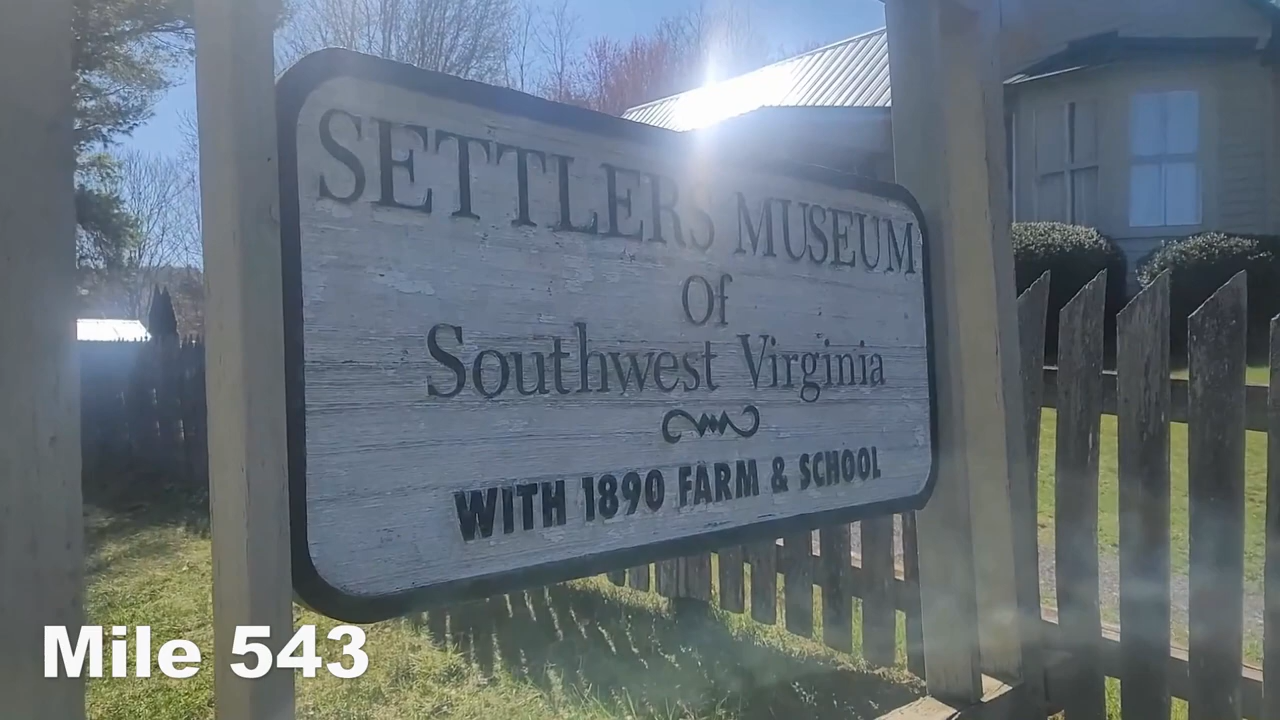 SETTLERS MUSEUM
Of
Southwest Virginia
WITH 1890 FARM & SCHOOL
Mile 543